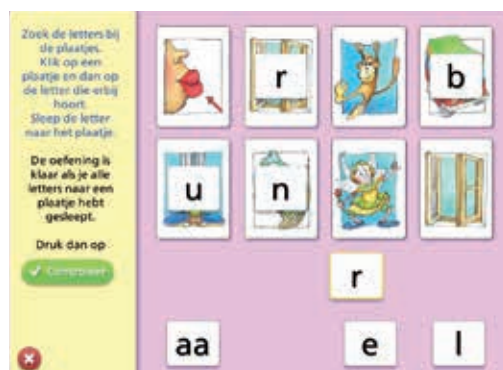 Zoek de letters bij
de plaatjes.
Klik op een
plaatje en dan op
de letter die erbij
hoort.
Sleep de letter
naar het plaatje.
De oefening is
klaar als je alle
letters naar een
plaatje hebt
gesleept.
Druk dan op
Controleer
r
b
u
n
r
aa
e
l